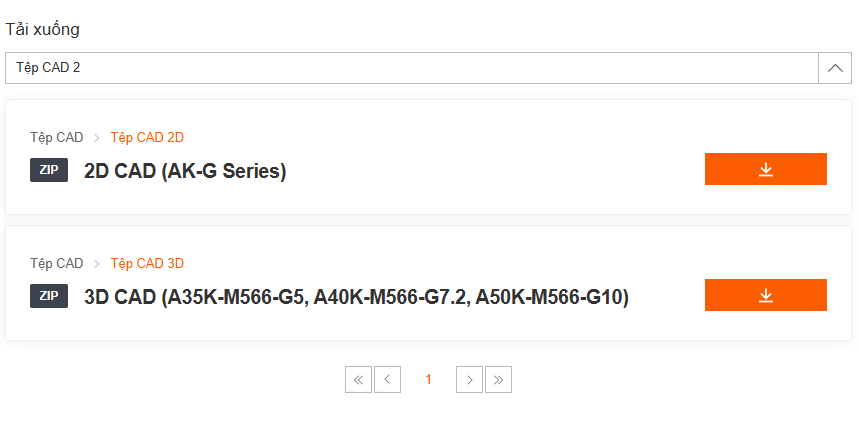 Tải xuống
Tệp CAD 2
Tệp CAD > Tệp CAD 2D
ZIP 2D CAD (AK-G Series)
Tệp CAD > Tệp CAD 3D
ZIP 3D CAD (A35K-M566-G5, A40K-M566-G7.2, A50K-M566-G10)
« < 1 > »